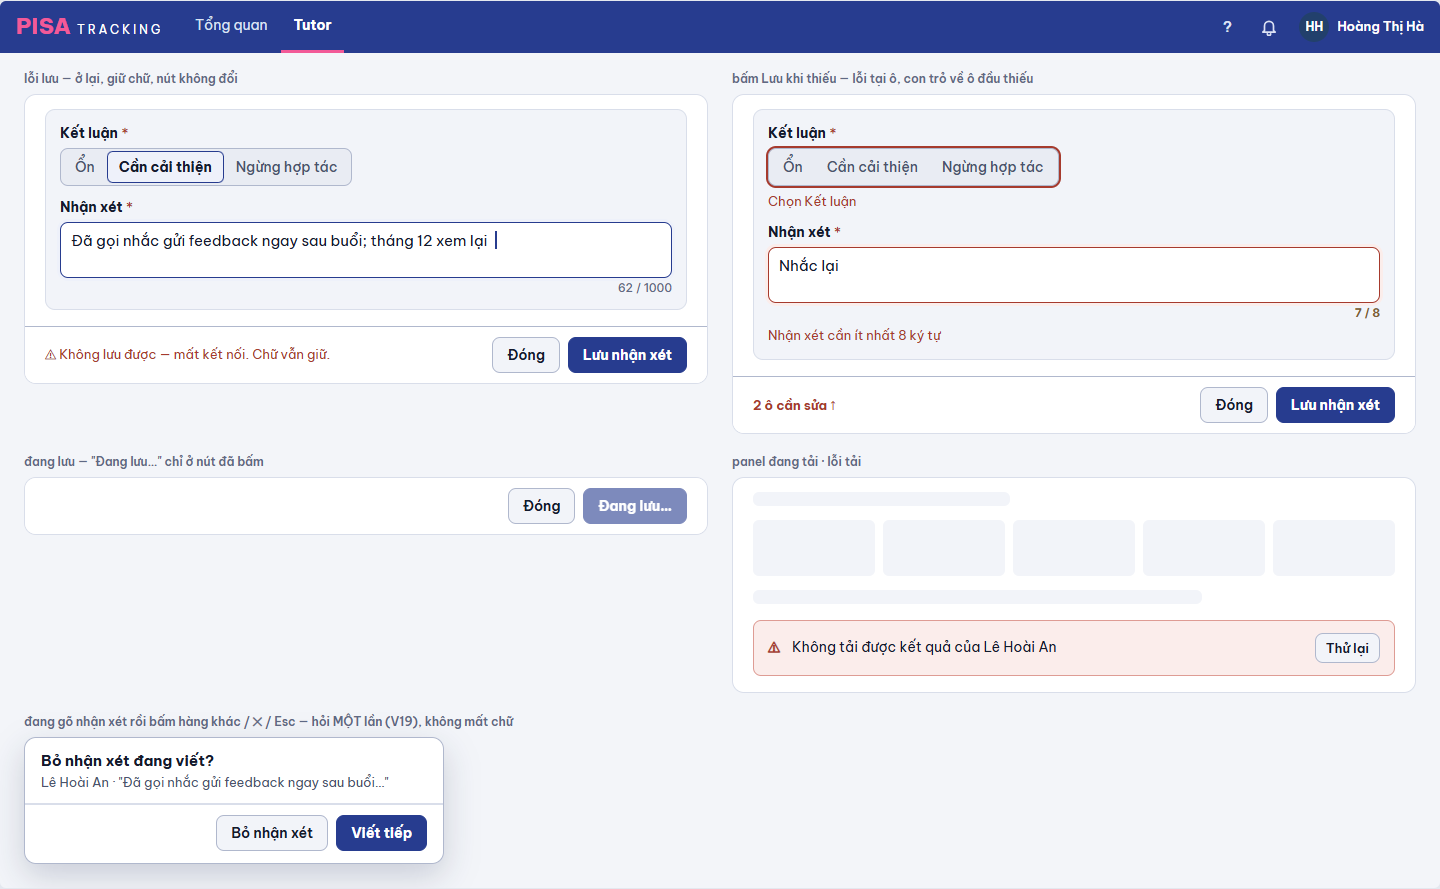 PISA TRACKING Tổng quan Tutor ? HH Hoàng Thị Hà
lỗi lưu — ở lại, giữ chữ, nút không đổi
Kết luận *
Ổn Cần cải thiện Ngừng hợp tác
Nhận xét *
Đã gọi nhắc gửi feedback ngay sau buổi; tháng 12 xem lại
62 / 1000
⚠ Không lưu được — mất kết nối. Chữ vẫn giữ.
Đóng Lưu nhận xét
bấm Lưu khi thiếu — lỗi tại ô, con trỏ về ô đầu thiếu
Kết luận *
Ổn Cần cải thiện Ngừng hợp tác
Chọn Kết luận
Nhận xét *
Nhắc lại
7 / 8
Nhận xét cần ít nhất 8 ký tự
2 ô cần sửa ↑
Đóng Lưu nhận xét
đang lưu — "Đang lưu…" chỉ ở nút đã bấm
Đóng Đang lưu…
panel đang tải · lỗi tải
⚠ Không tải được kết quả của Lê Hoài An
Thử lại
đang gõ nhận xét rồi bấm hàng khác / ✕ / Esc — hỏi MỘT lần (V19), không mất chữ
Bỏ nhận xét đang viết?
Lê Hoài An · "Đã gọi nhắc gửi feedback ngay sau buổi…"
Bỏ nhận xét Viết tiếp